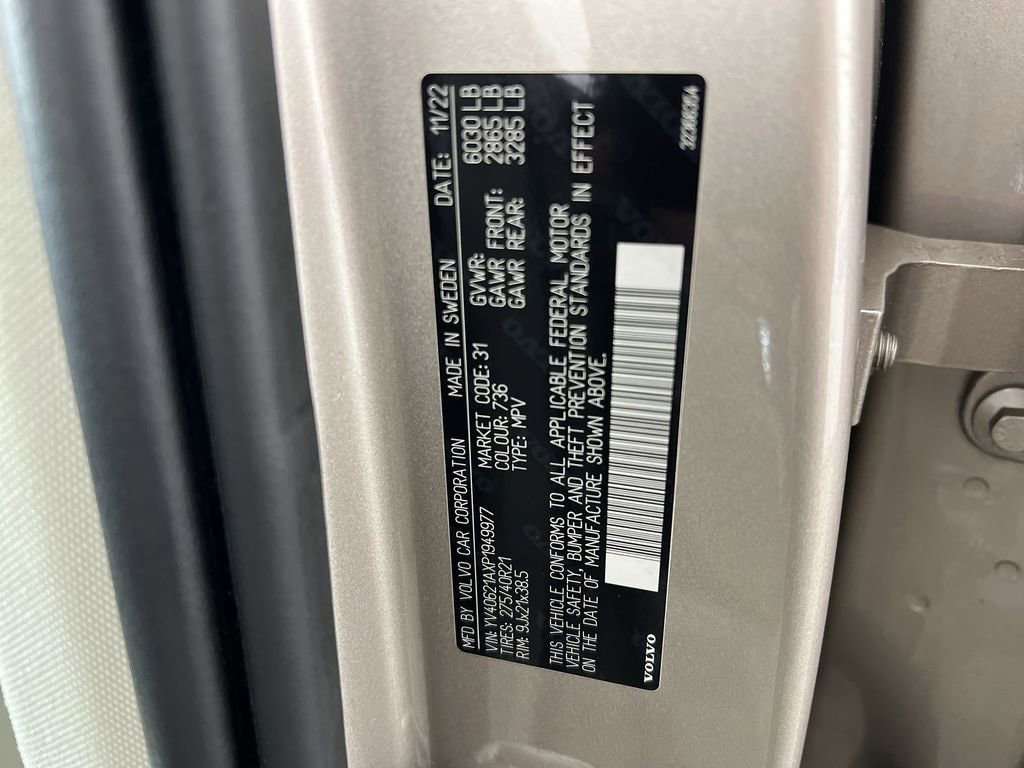 MFD BY VOLVO CAR CORPORATION MADE IN SWEDEN DATE: 11/22
VIN: YV4062JAXP1949977 MARKET CODE: 31 GVWR: 6030 LB
TIRES: 275/40R21 COLOUR: 736 GAWR FRONT: 2865 LB
RIM: 9Jx21x38.5 TYPE: MPV GAWR REAR: 3285 LB
THIS VEHICLE CONFORMS TO ALL APPLICABLE FEDERAL MOTOR
VEHICLE SAFETY, BUMPER AND THEFT PREVENTION STANDARDS IN EFFECT
ON THE DATE OF MANUFACTURE SHOWN ABOVE.
VOLVO 32300354